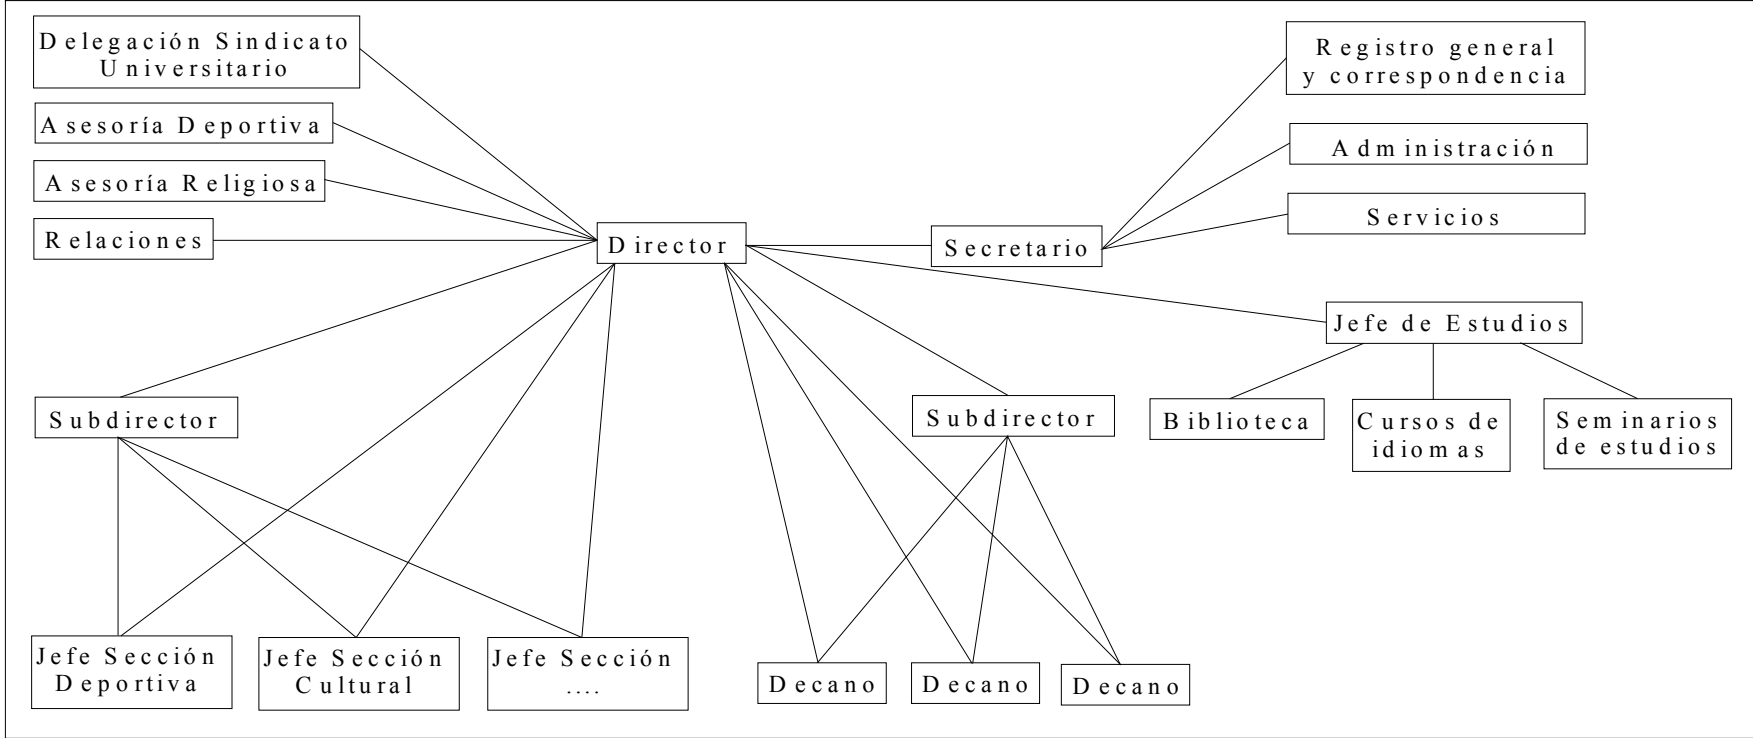 Delegación Sindicato
Universitario
Asesoría Deportiva
Asesoría Religiosa
Relaciones
Director
Secretario
Registro general
y correspondencia
Administración
Servicios
Jefe de Estudios
Biblioteca
Cursos de
idiomas
Seminarios
de estudios
Subdirector
Subdirector
Jefe Sección
Deportiva
Jefe Sección
Cultural
Jefe Sección
....
Decano
Decano
Decano